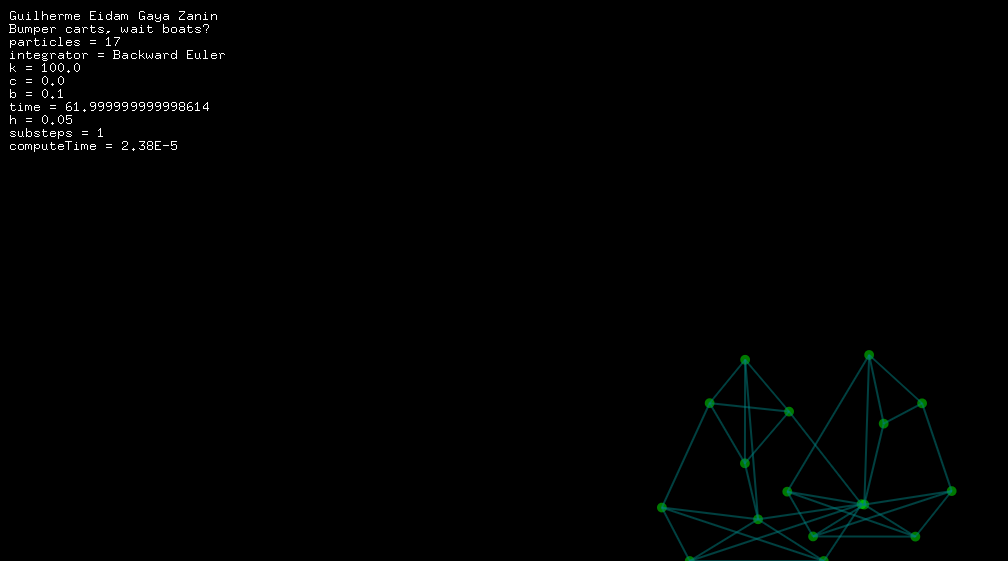 Guilherme Eidam Gaya Zanin
Bumper carts, wait boats?
particles = 17
integrator = Backward Euler
k = 100.0
c = 0.0
b = 0.1
time = 61.999999999998614
h = 0.05
substeps = 1
computeTime = 2.38E-5